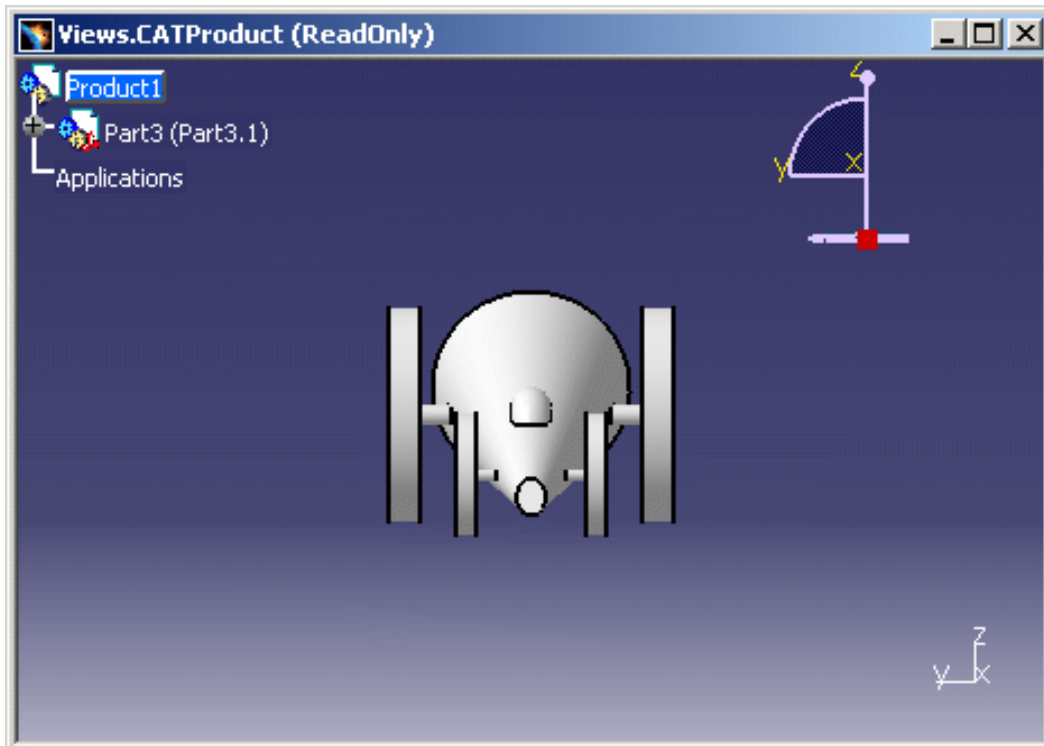 Views.CATProduct (ReadOnly)
Product1
Part3 (Part3.1)
Applications
z
y x
z
y x